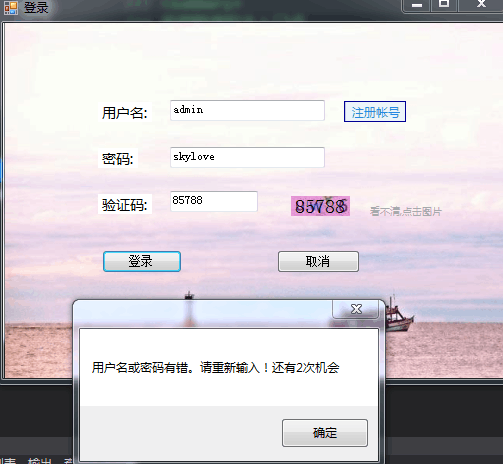 登录
用户名: admin 注册帐号
密码: skylove
验证码: 85788 85788 看不清,点击图片
登录 取消
用户名或密码有错。请重新输入！还有2次机会
确定
输出